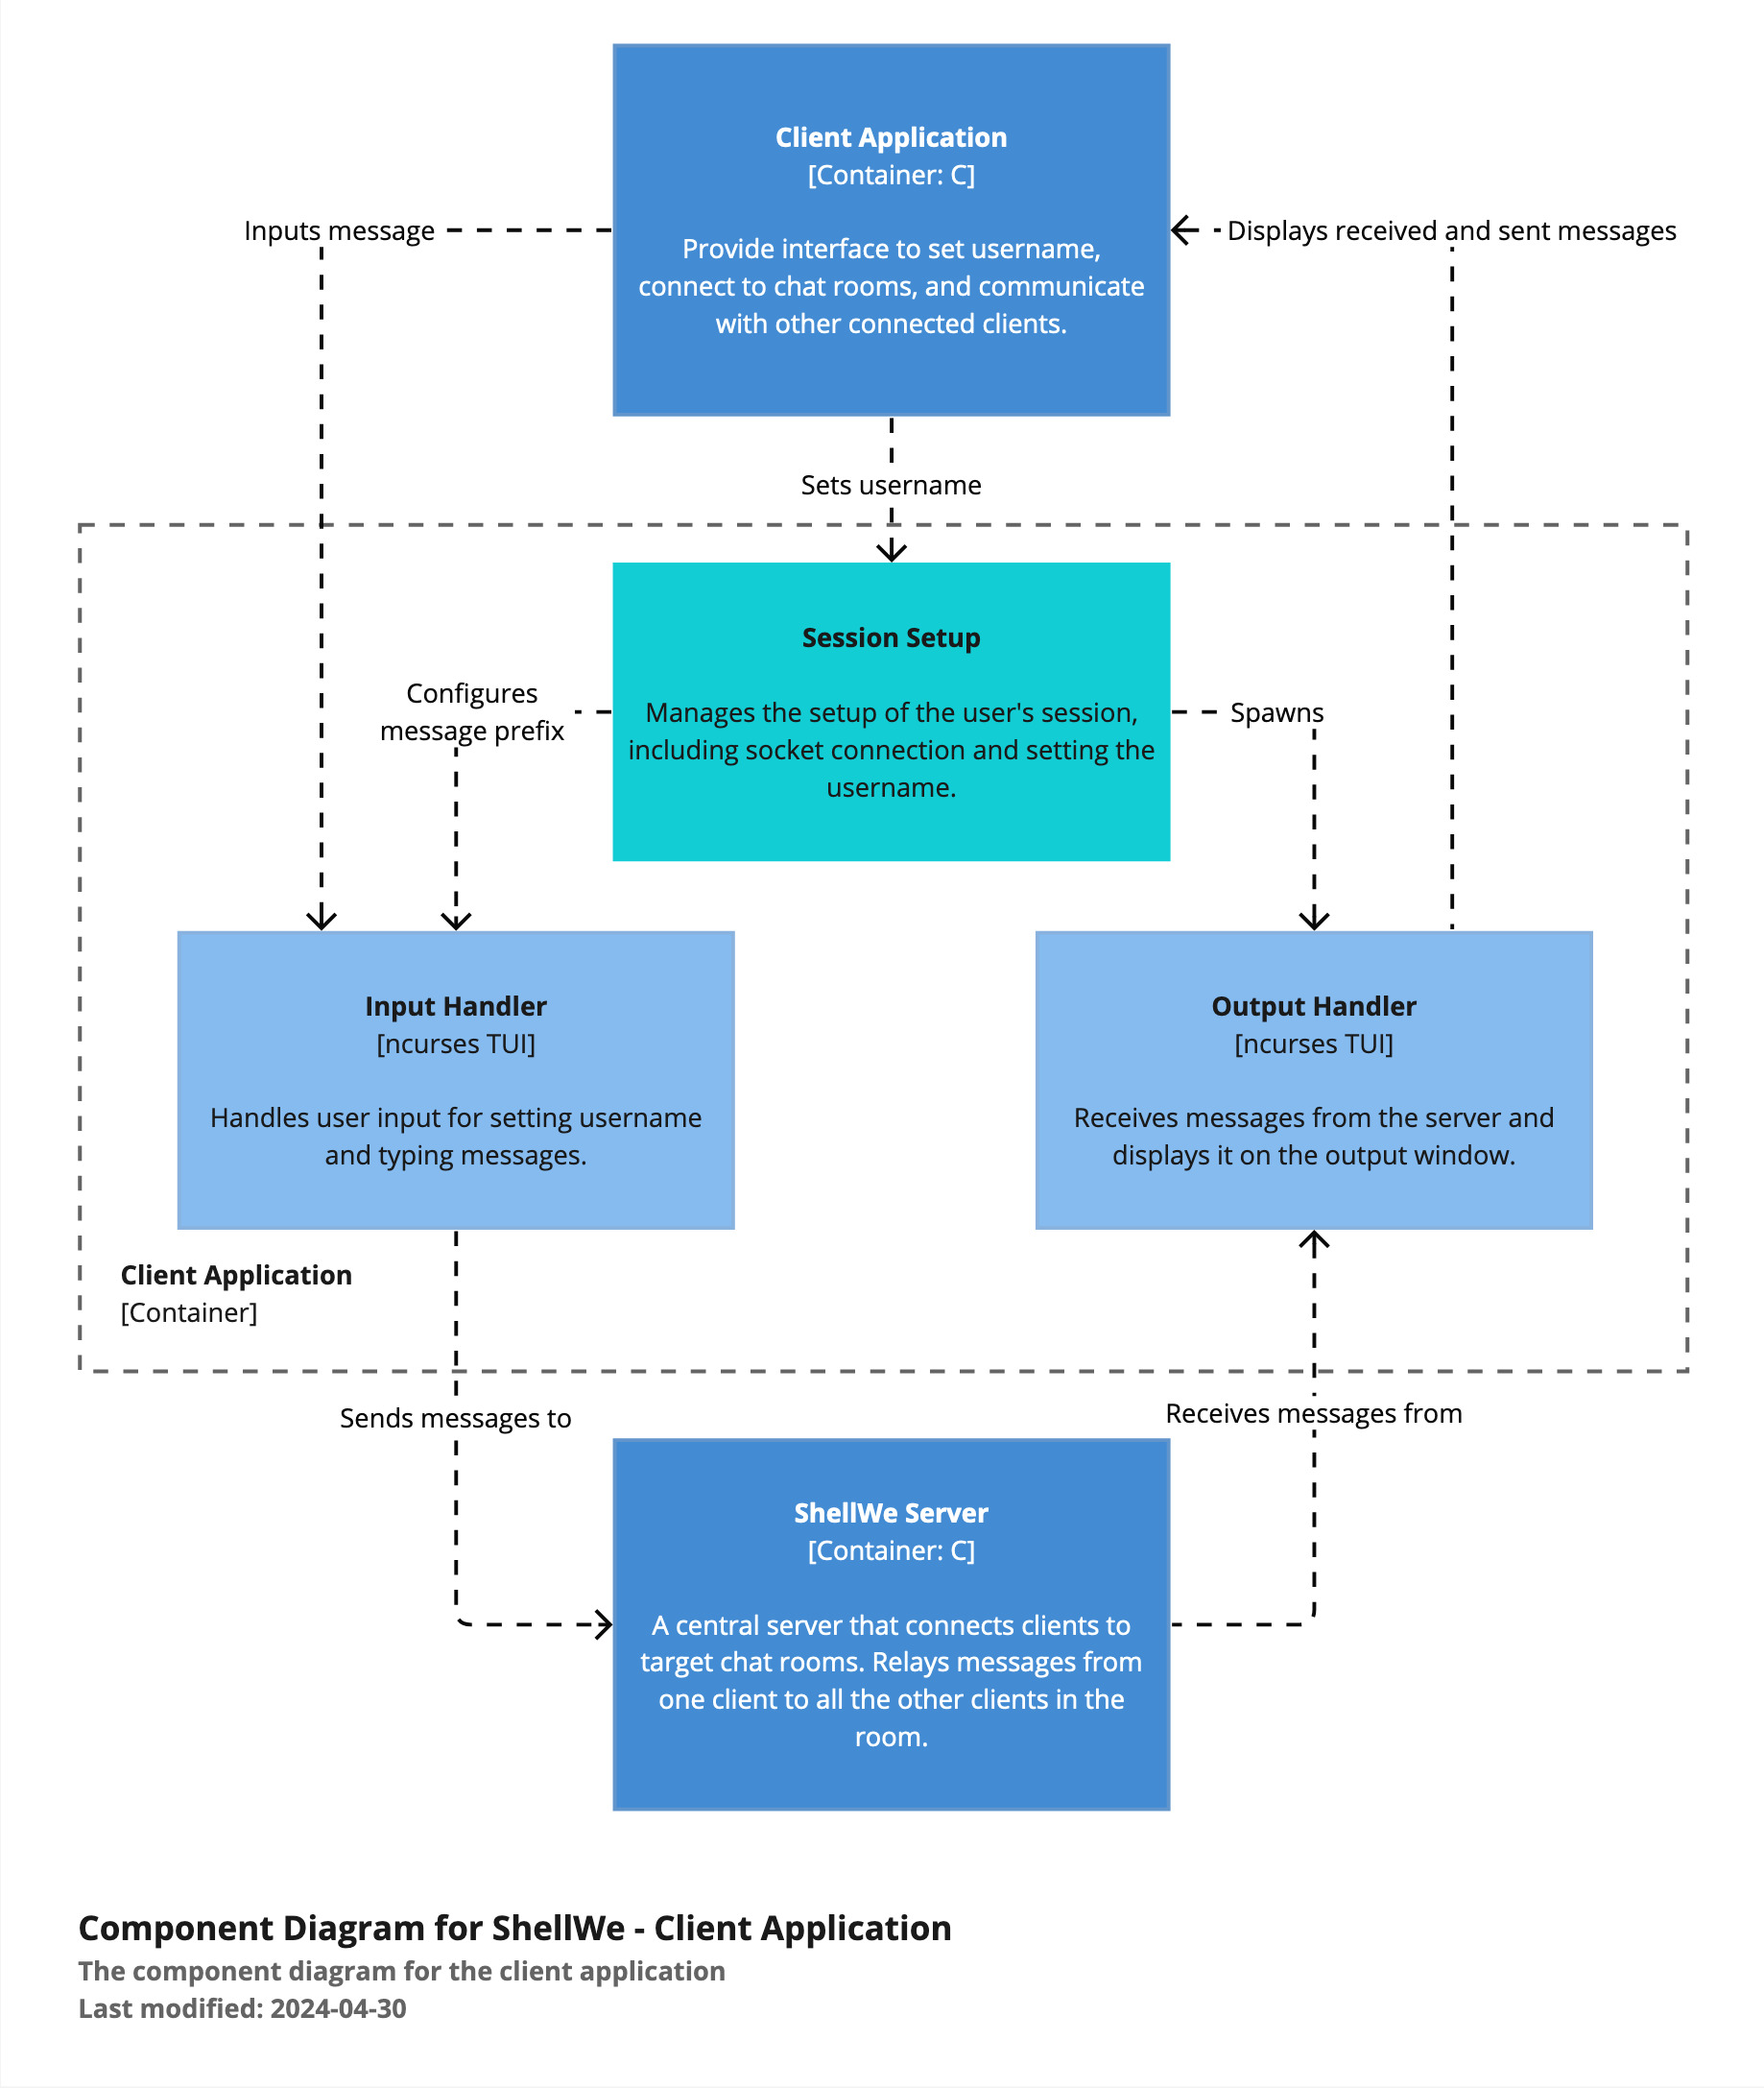 Client Application
[Container: C]
Provide interface to set username,
connect to chat rooms, and communicate
with other connected clients.
Inputs message
Displays received and sent messages
Sets username
Session Setup
Manages the setup of the user's session,
including socket connection and setting the
username.
Configures
message prefix
Spawns
Input Handler
[ncurses TUI]
Handles user input for setting username
and typing messages.
Output Handler
[ncurses TUI]
Receives messages from the server and
displays it on the output window.
Client Application
[Container]
Sends messages to
Receives messages from
ShellWe Server
[Container: C]
A central server that connects clients to
target chat rooms. Relays messages from
one client to all the other clients in the
room.
Component Diagram for ShellWe - Client Application
The component diagram for the client application
Last modified: 2024-04-30